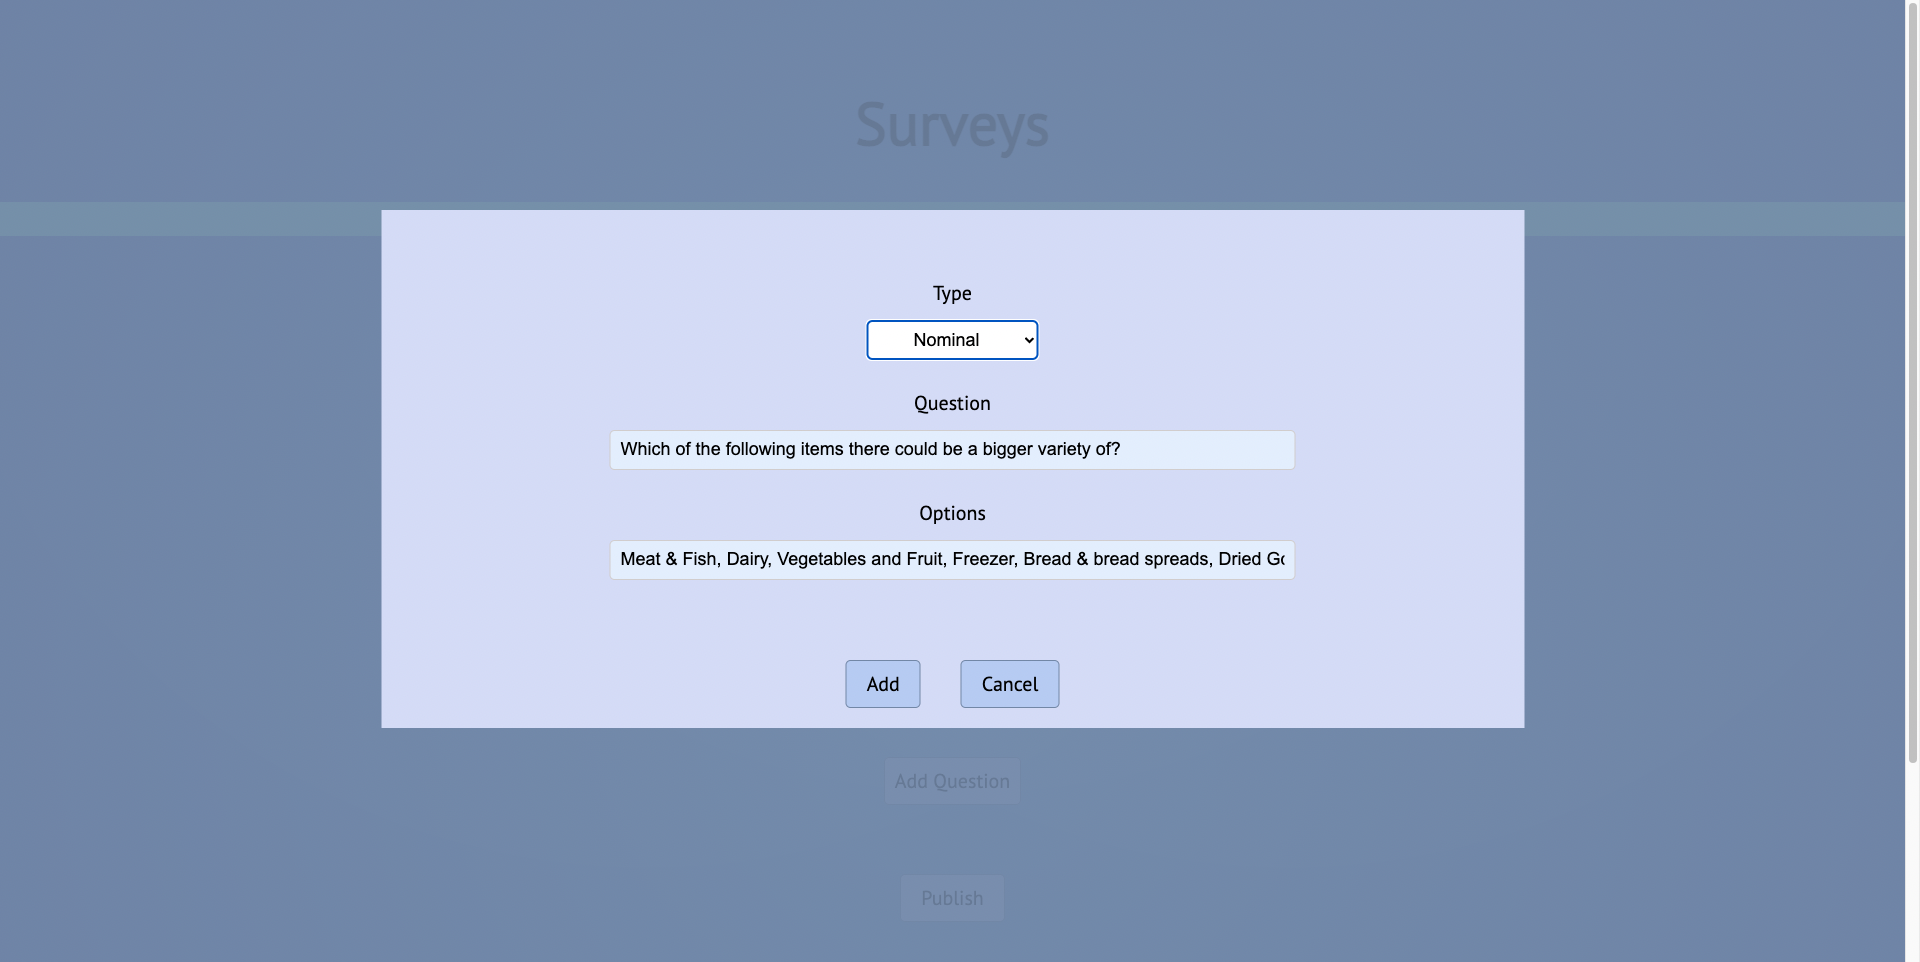 Surveys
Type
Nominal
Question
Which of the following items there could be a bigger variety of?
Options
Meat & Fish, Dairy, Vegetables and Fruit, Freezer, Bread & bread spreads, Dried
Add
Cancel
Add Question
Publish